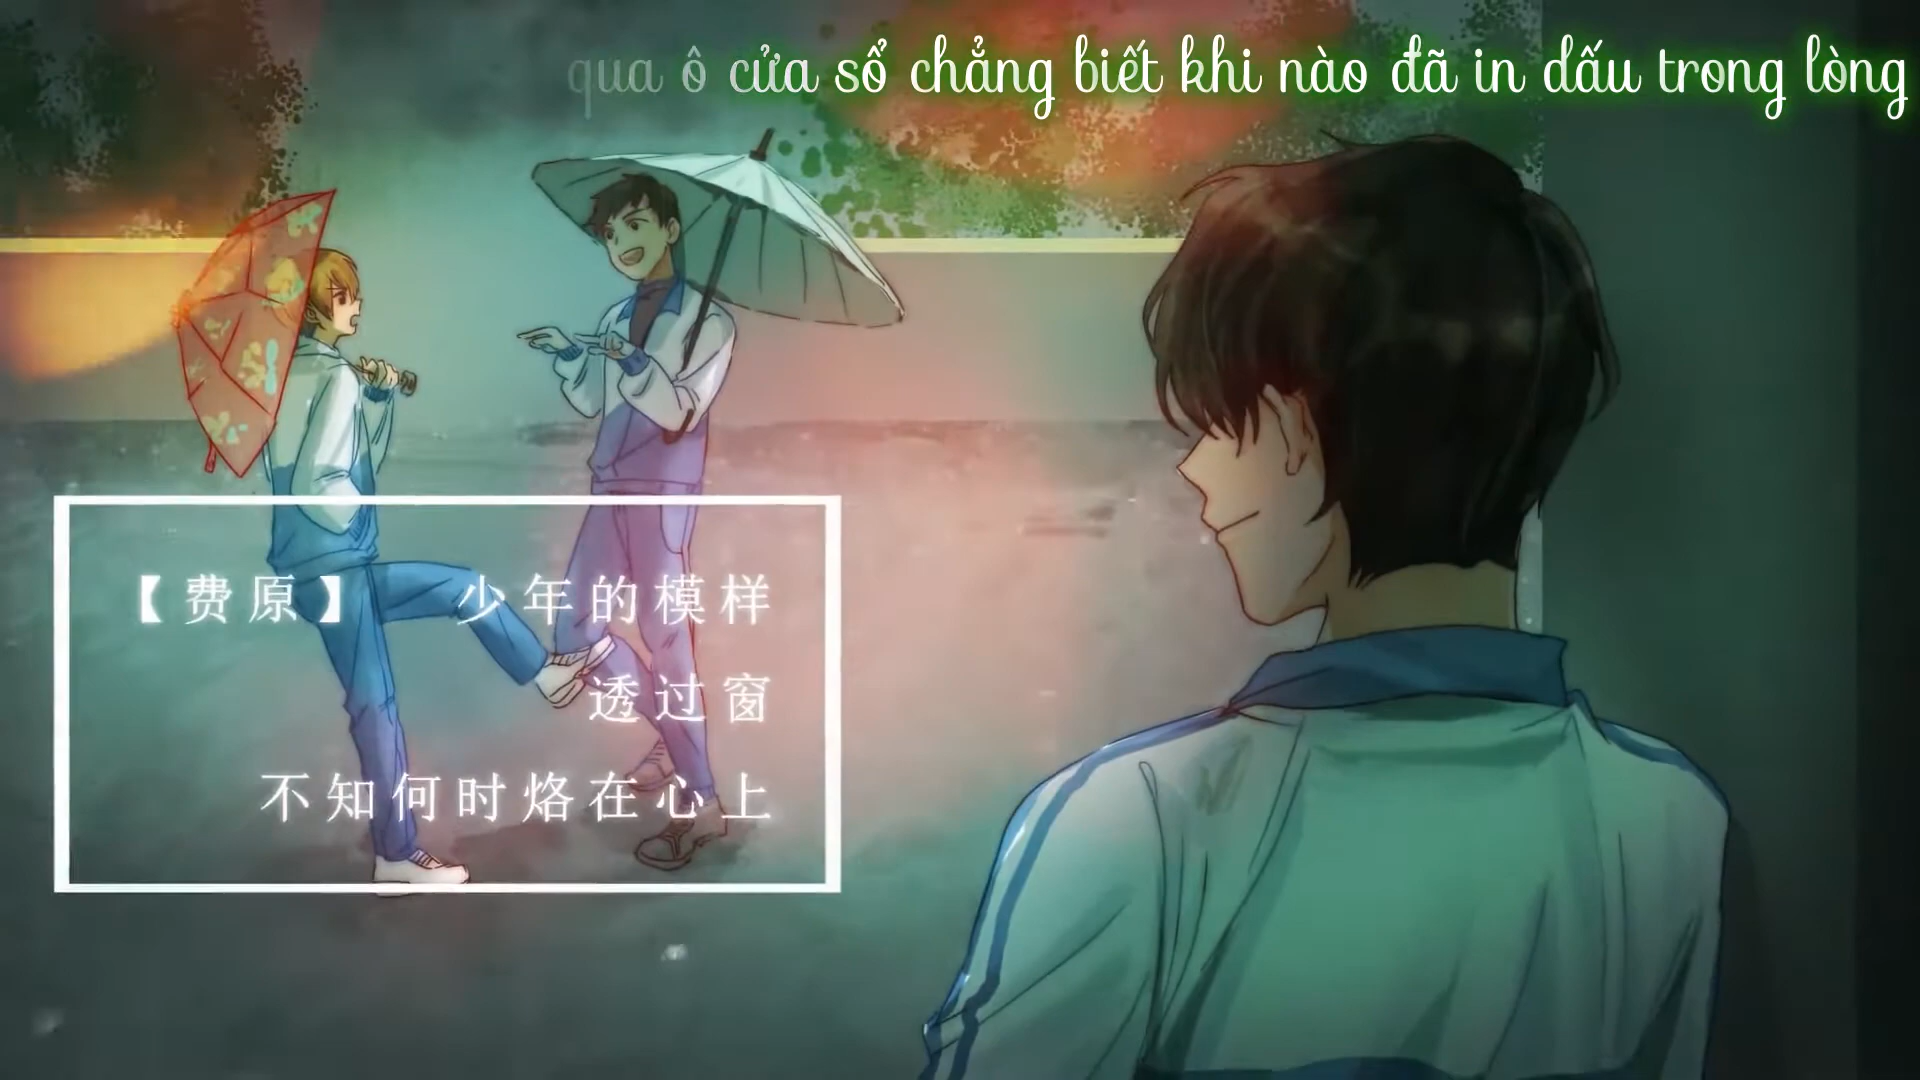 qua ô cửa sổ chẳng biết khi nào đã in dấu trong lòng
【费原】 少年的模样
透过窗
不知何时烙在心上